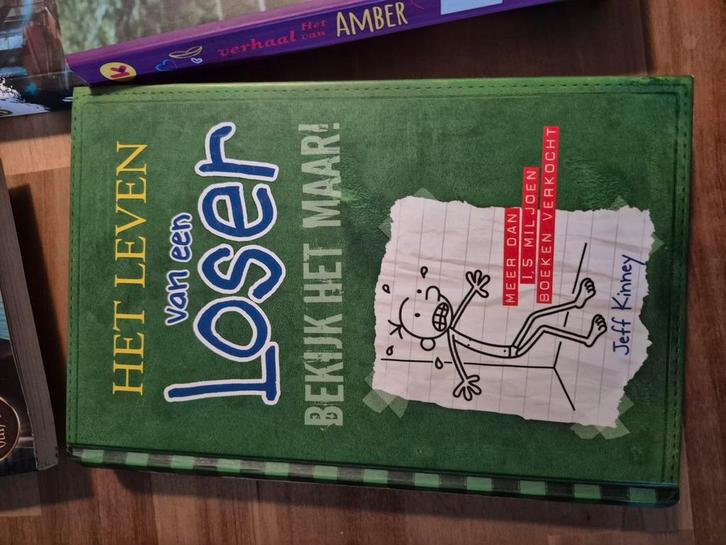 HET LEVEN
van een
Loser
BEKIJK HET MAAR!
MEER DAN
1,5 MILJOEN
BOEKEN VERKOCHT
Jeff Kinney
Het
verhaal van
AMBER